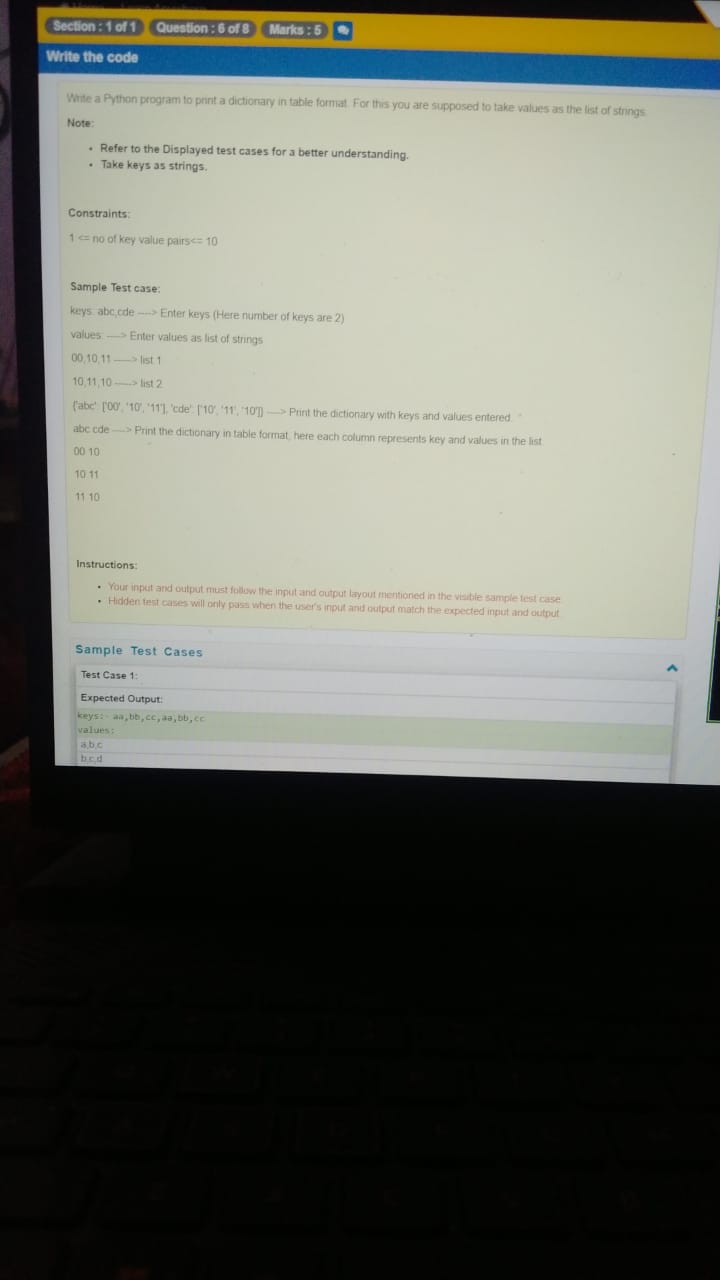 Section : 1 of 1 Question : 6 of 8 Marks : 5
Write the code
Write a Python program to print a dictionary in table format. For this you are supposed to take values as the list of strings.
Note:
• Refer to the Displayed test cases for a better understanding.
• Take keys as strings.
Constraints:
1 <= no of key value pairs<= 10
Sample Test case:
keys: abc,cde ----> Enter keys (Here number of keys are 2)
values: ----> Enter values as list of strings
00,10,11 -----> list 1
10,11,10 -----> list 2
{'abc': ['00', '10', '11'], 'cde': ['10', '11', '10']} ----> Print the dictionary with keys and values entered.
abc cde ----> Print the dictionary in table format, here each column represents key and values in the list
00 10
10 11
11 10
Instructions:
• Your input and output must follow the input and output layout mentioned in the visible sample test case.
• Hidden test cases will only pass when the user's input and output match the expected input and output.
Sample Test Cases
Test Case 1:
Expected Output:
keys: aa,bb,cc,aa,bb,cc
values:
a,b,c
b,c,d